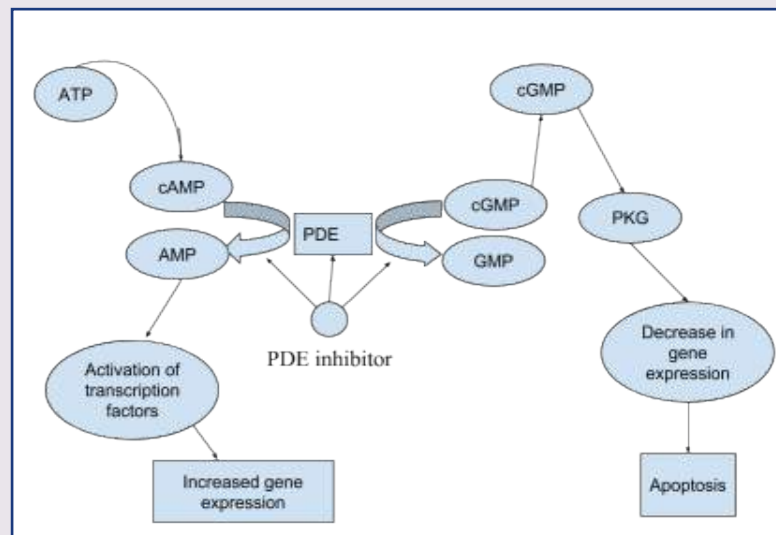 ATP
cAMP
AMP
PDE
cGMP
GMP
cGMP
PKG
PDE inhibitor
Activation of
transcription
factors
Increased gene
expression
Decrease in
gene
expression
Apoptosis